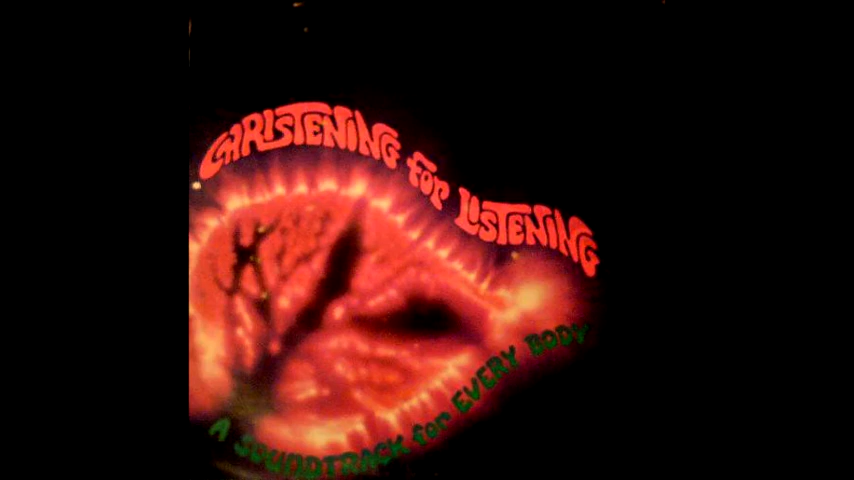 CHRISTENING for LISTENING
A SOUNDTRACK for EVERY BODY